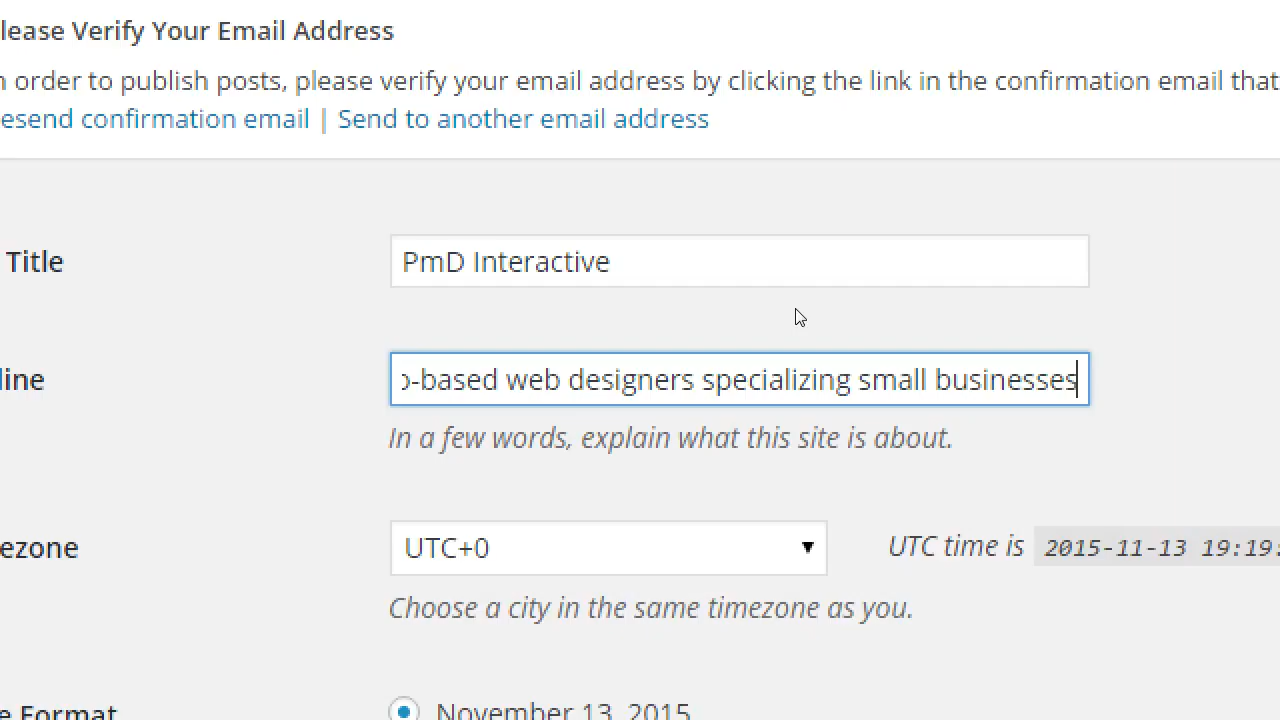 lease Verify Your Email Address
n order to publish posts, please verify your email address by clicking the link in the confirmation email that
esend confirmation email | Send to another email address
Title
PmD Interactive
line
o-based web designers specializing small businesses
In a few words, explain what this site is about.
ezone
UTC+0
UTC time is 2015-11-13 19:19:
Choose a city in the same timezone as you.
e Format
November 13, 2015